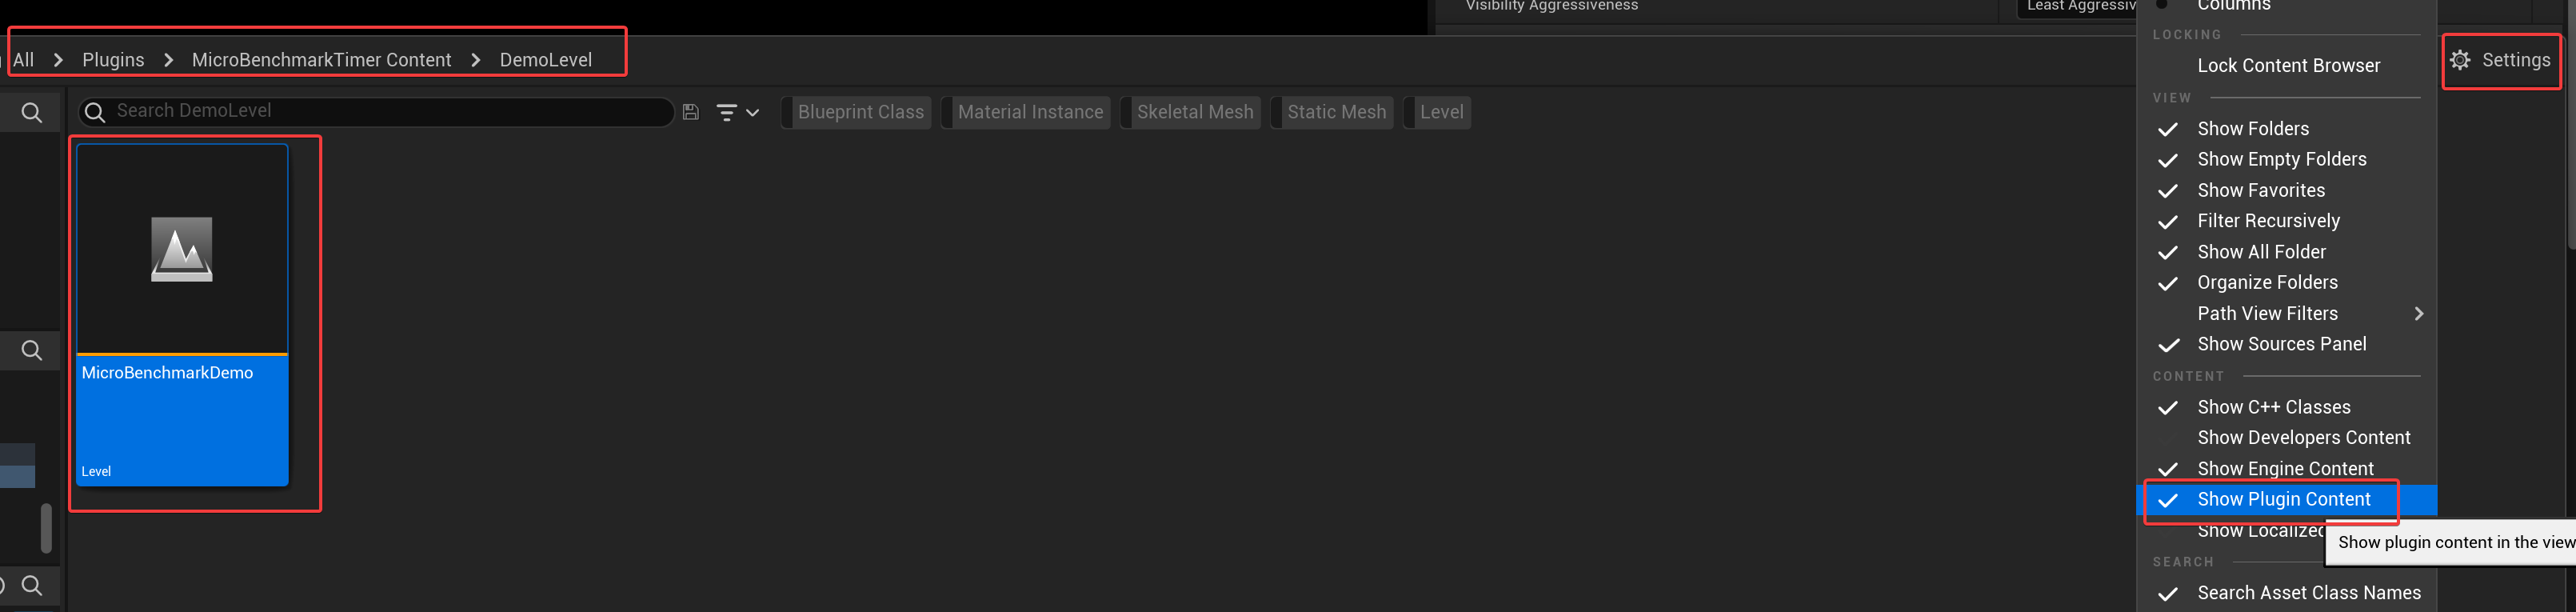 Visibility Aggressiveness
Least Aggressiv
Columns
All > Plugins > MicroBenchmarkTimer Content > DemoLevel
LOCKING
Lock Content Browser
Settings
Search DemoLevel
Blueprint Class
Material Instance
Skeletal Mesh
Static Mesh
Level
VIEW
Show Folders
Show Empty Folders
Show Favorites
Filter Recursively
Show All Folder
Organize Folders
Path View Filters
Show Sources Panel
MicroBenchmarkDemo
Level
CONTENT
Show C++ Classes
Show Developers Content
Show Engine Content
Show Plugin Content
Show Localized
Show plugin content in the view
SEARCH
Search Asset Class Names